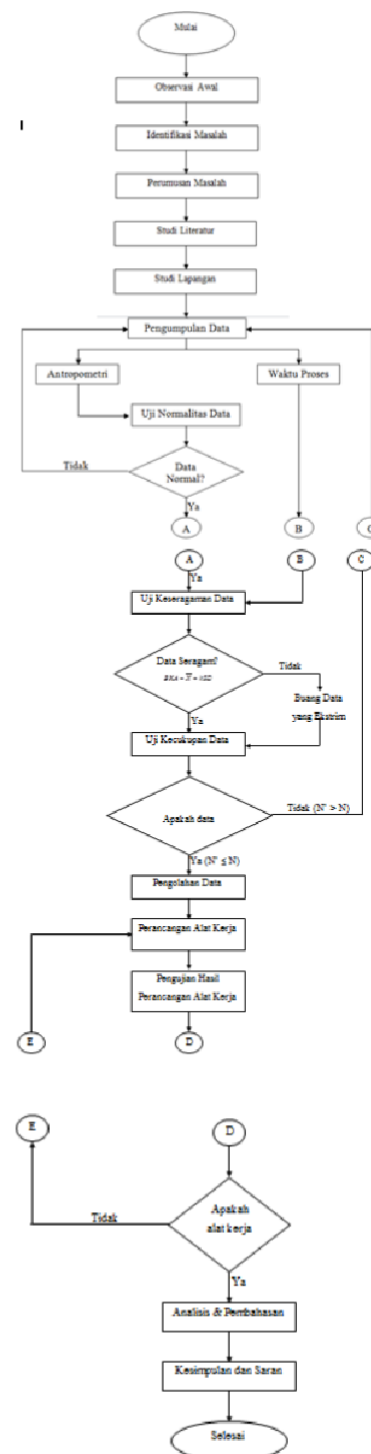 Mulai
Observasi Awal
Identifikasi Masalah
Perumusan Masalah
Studi Literatur
Studi Lapangan
Pengumpulan Data
Antropometri
Waktu Proses
Uji Normalitas Data
Tidak
Data
Normal?
Ya
A
B
C
A
B
C
Ya
Uji Keseragaman Data
Data Seragam?
Tidak
Buang Data
yang Ekstrim
Ya
Uji Kecukupan Data
Apakah data
Tidak (N' > N)
Ya (N' ≤ N)
Pengolahan Data
Perancangan Alat Kerja
Pengujian Hasil
Perancangan Alat Kerja
E
D
E
D
Apakah
alat kerja
Tidak
Ya
Analisis & Pembahasan
Kesimpulan dan Saran
Selesai